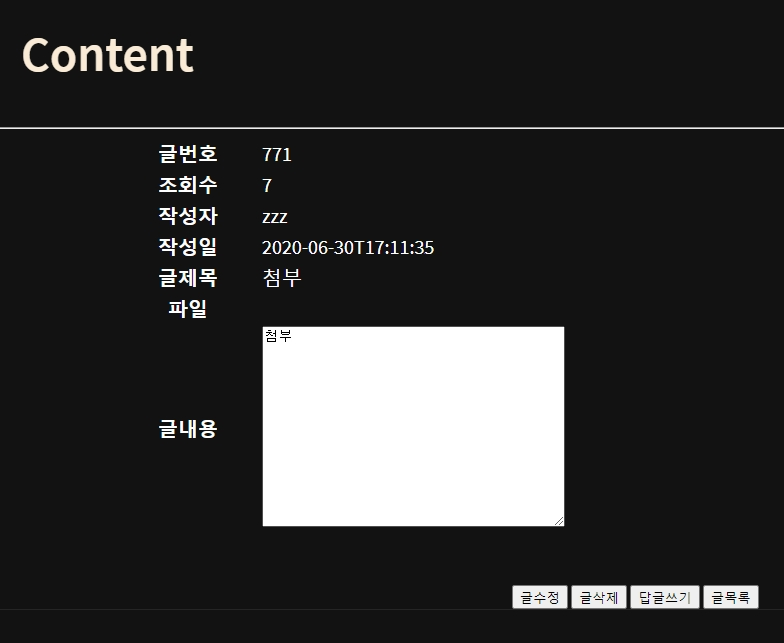 Content
글번호 771
조회수 7
작성자 zzz
작성일 2020-06-30T17:11:35
글제목 첨부
파일
글내용 첨부
글수정 글삭제 답글쓰기 글목록